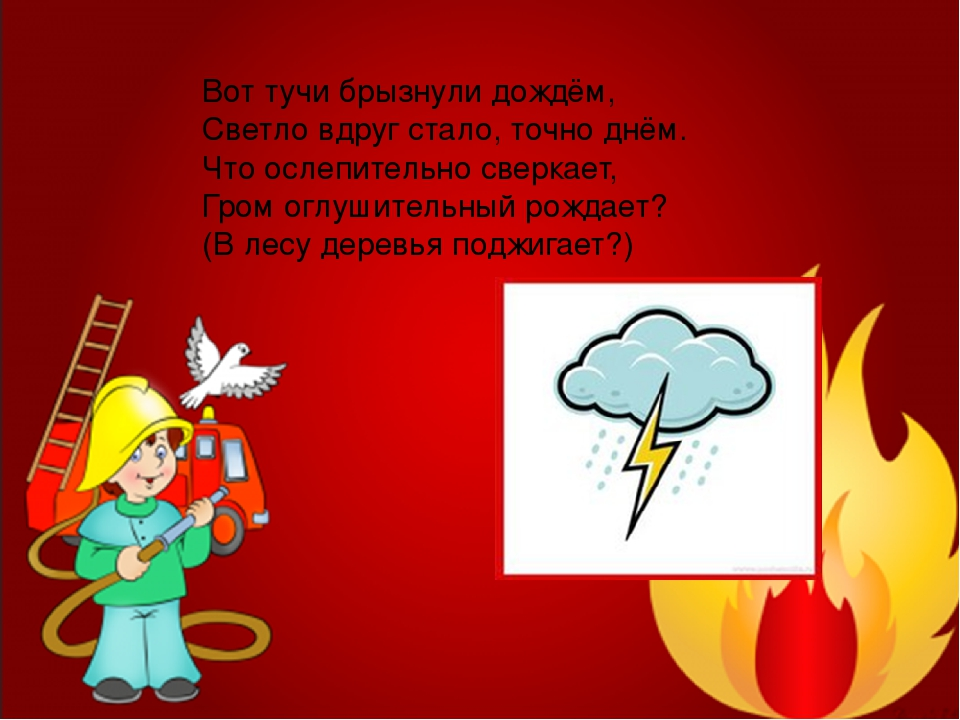 Вот тучи брызнули дождём,
Светло вдруг стало, точно днём.
Что ослепительно сверкает,
Гром оглушительный рождает?
(В лесу деревья поджигает?)